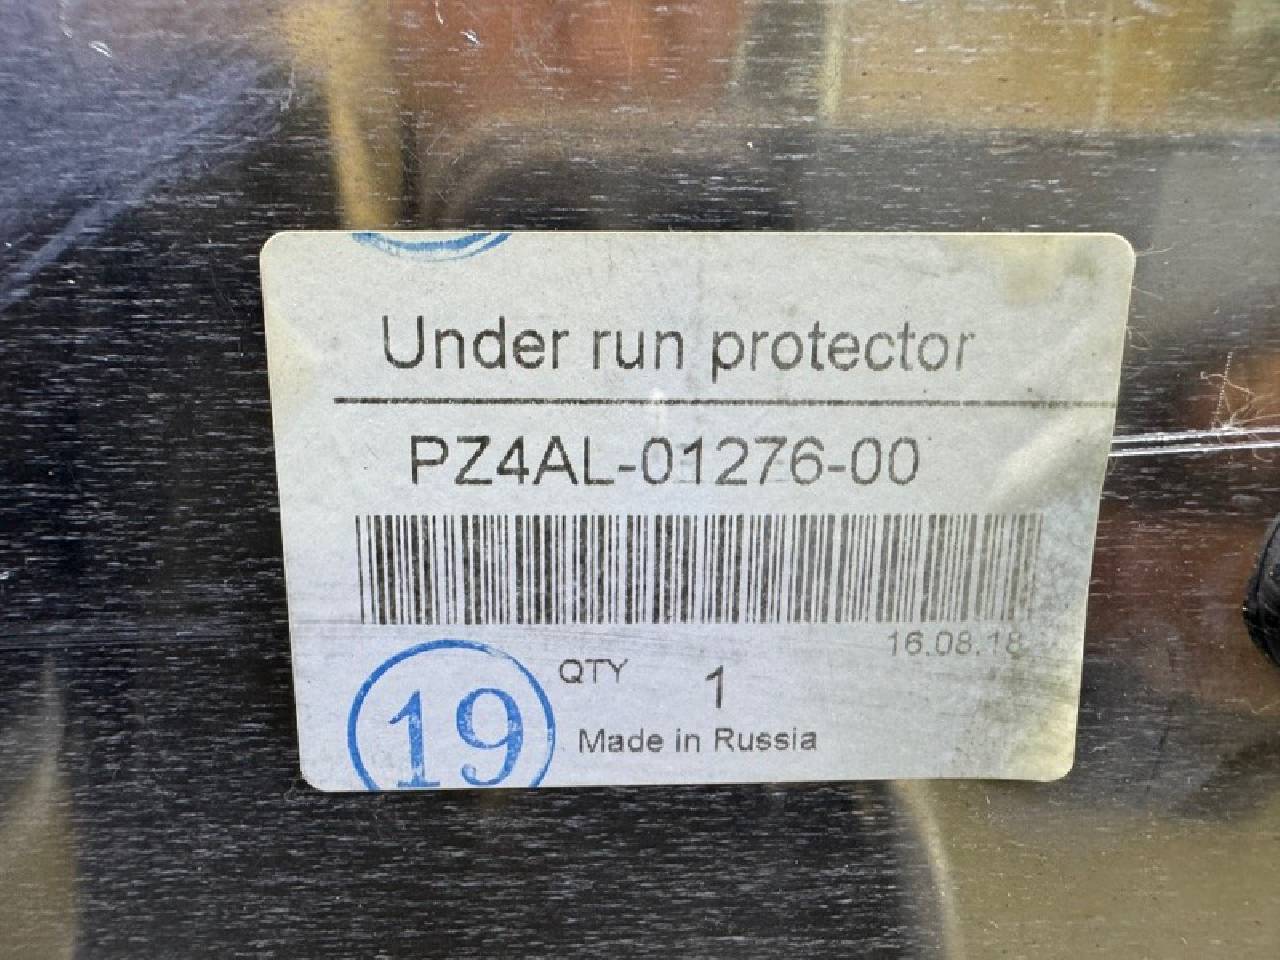 Under run protector
PZ4AL-01276-00
16.08.18
QTY 1
Made in Russia
19